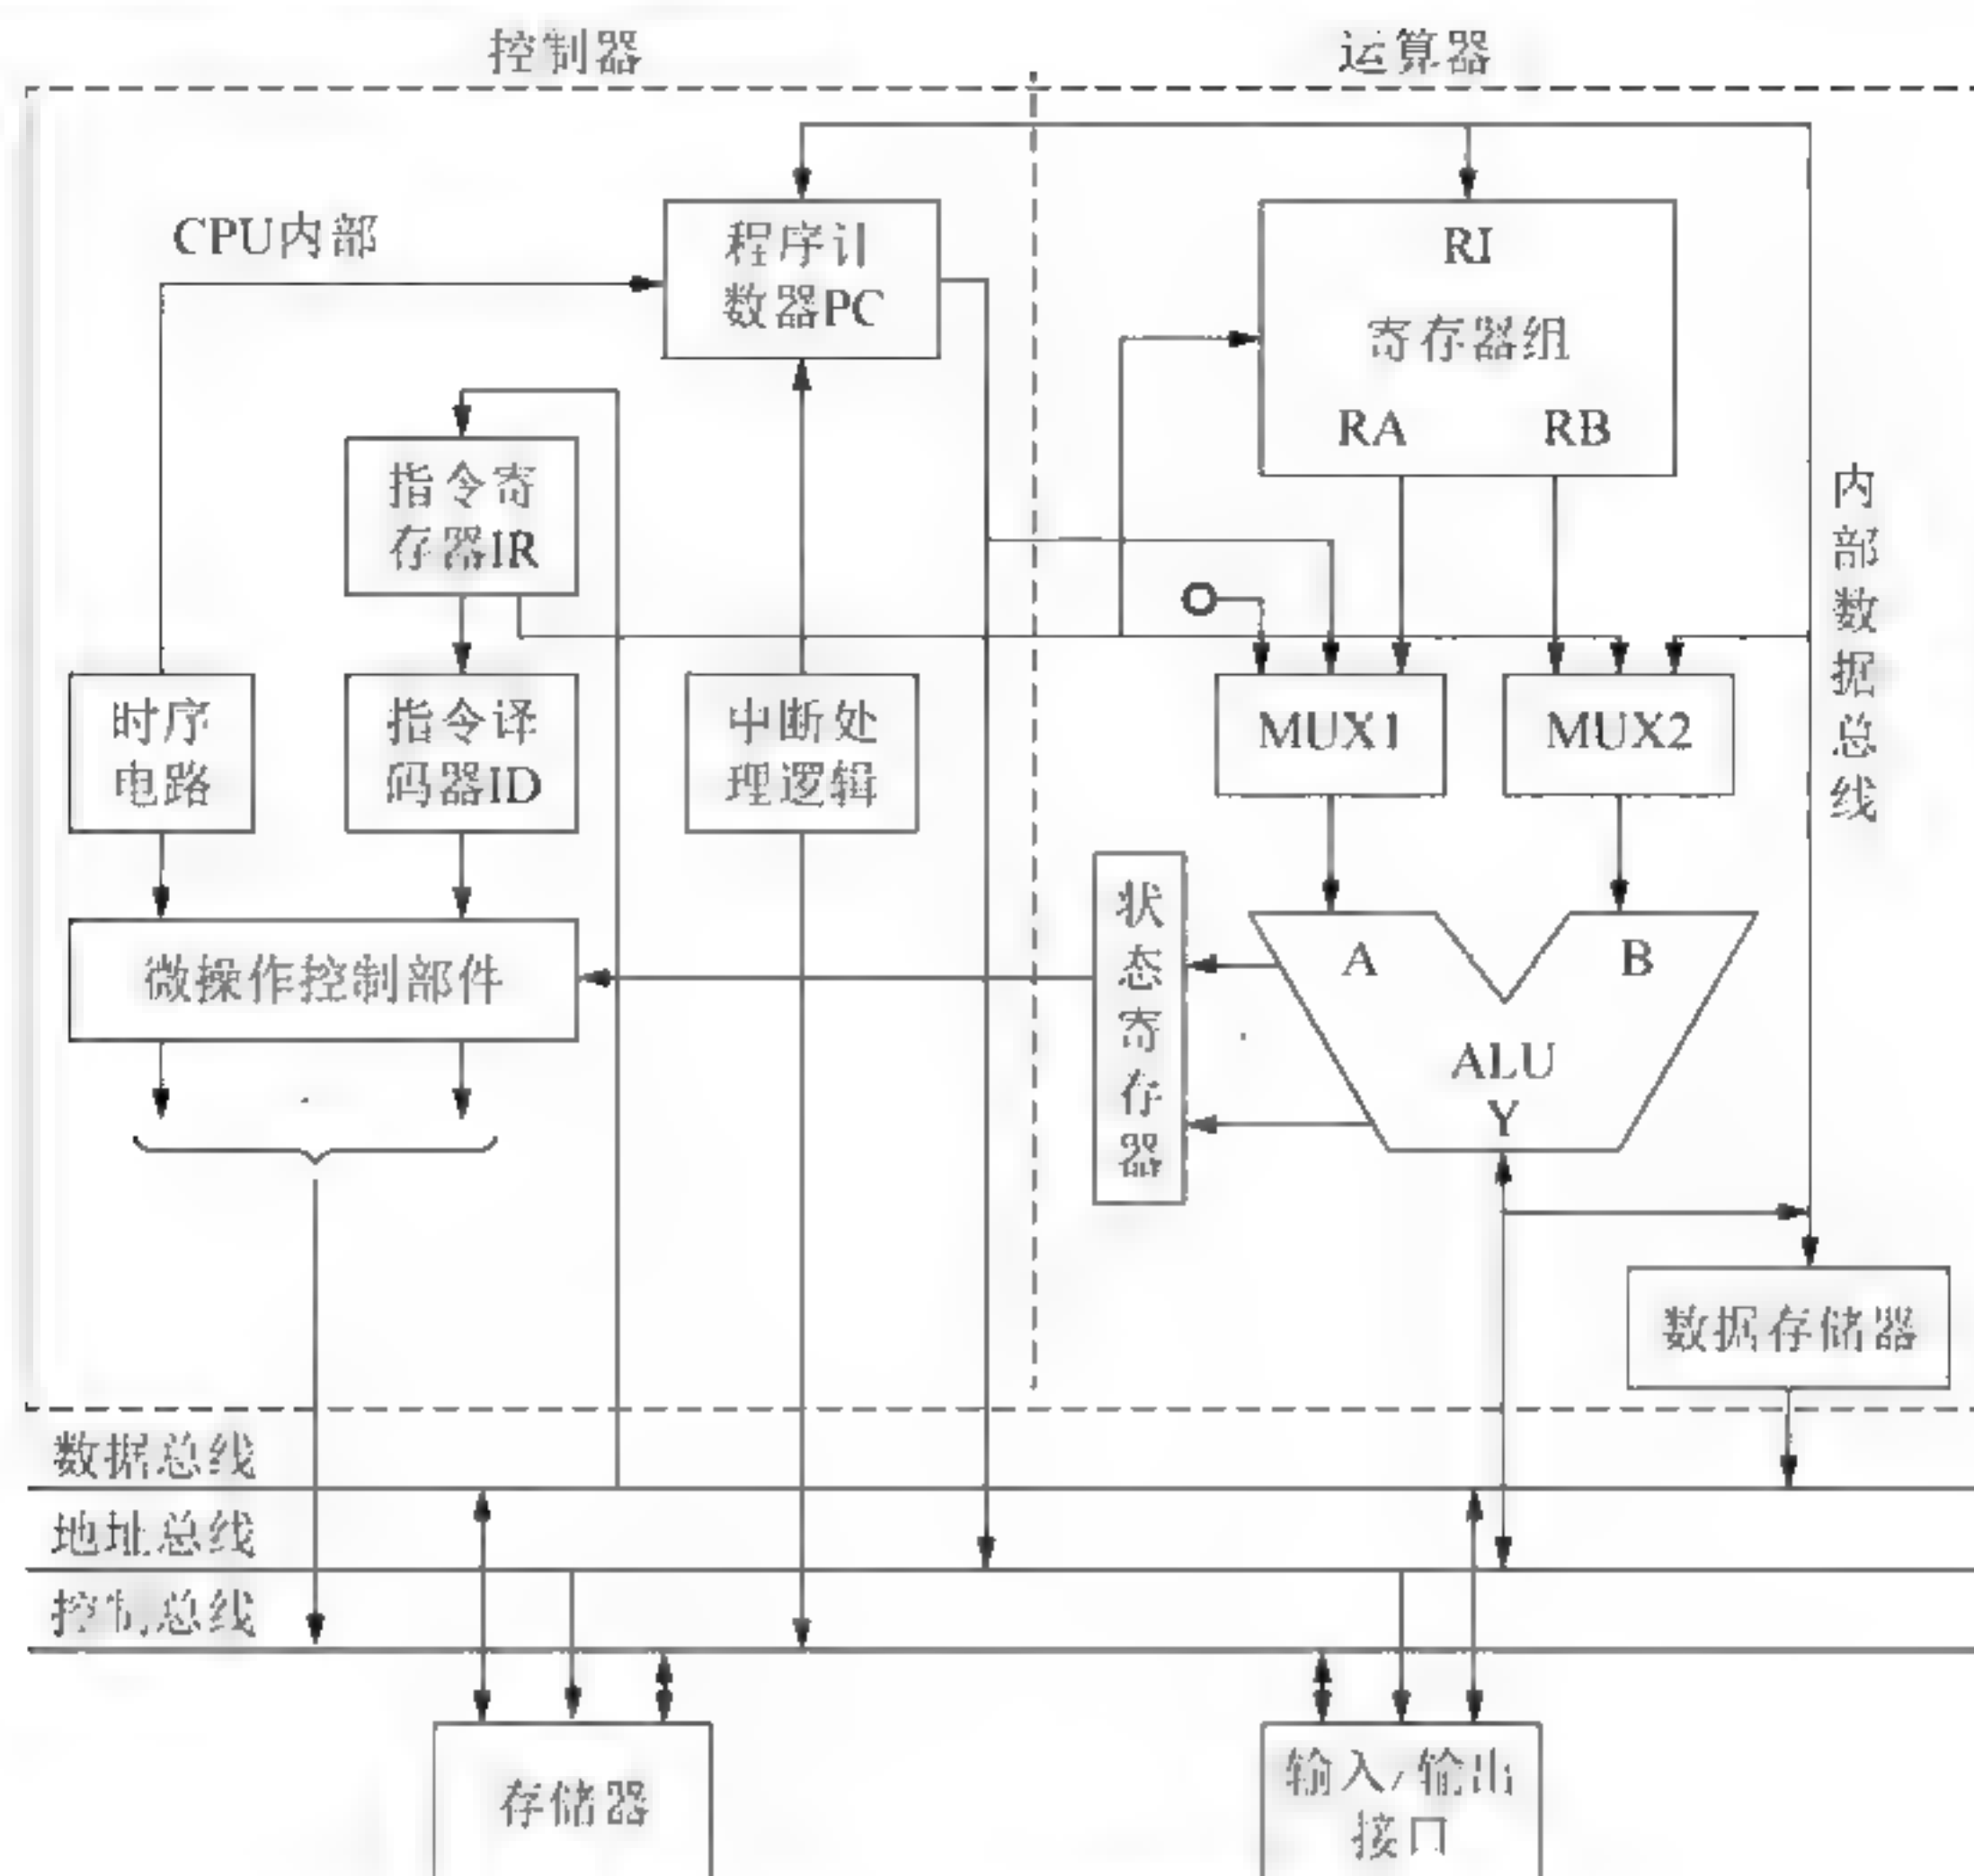 控制器
运算器
CPU内部
程序计
数器PC
RI
寄存器组
RA
RB
指令寄
存器IR
内部数据总线
时序
电路
指令译
码器ID
中断处
理逻辑
MUX1
MUX2
微操作控制部件
状态寄存器
A
B
ALU
Y
数据存储器
数据总线
地址总线
控制总线
存储器
输入/输出
接口